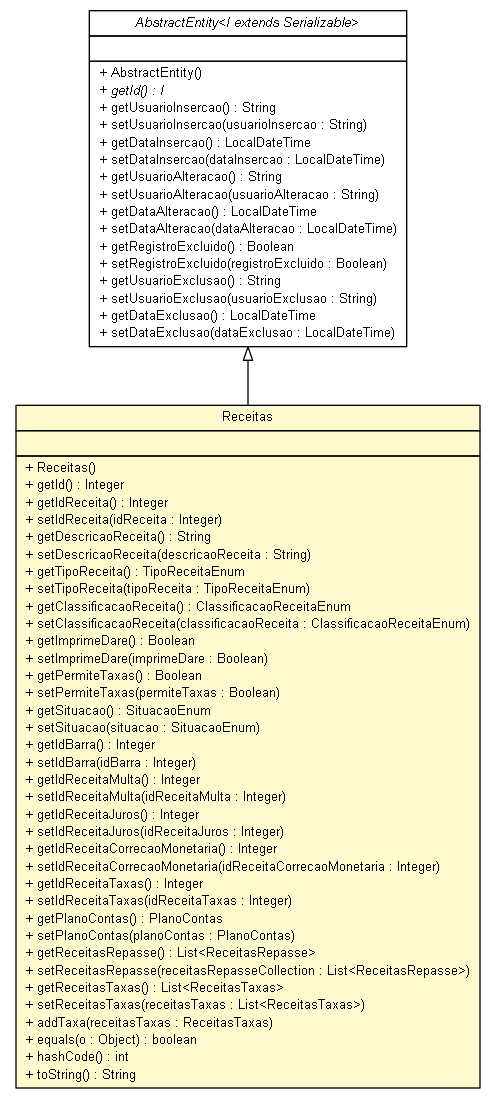 AbstractEntity<I extends Serializable>
+ AbstractEntity()
+ getId() : I
+ getUsuarioInsercao() : String
+ setUsuarioInsercao(usuarioInsercao : String)
+ getDataInsercao() : LocalDateTime
+ setDataInsercao(dataInsercao : LocalDateTime)
+ getUsuarioAlteracao() : String
+ setUsuarioAlteracao(usuarioAlteracao : String)
+ getDataAlteracao() : LocalDateTime
+ setDataAlteracao(dataAlteracao : LocalDateTime)
+ getRegistroExcluido() : Boolean
+ setRegistroExcluido(registroExcluido : Boolean)
+ getUsuarioExclusao() : String
+ setUsuarioExclusao(usuarioExclusao : String)
+ getDataExclusao() : LocalDateTime
+ setDataExclusao(dataExclusao : LocalDateTime)
Receitas
+ Receitas()
+ getId() : Integer
+ getIdReceita() : Integer
+ setIdReceita(idReceita : Integer)
+ getDescricaoReceita() : String
+ setDescricaoReceita(descricaoReceita : String)
+ getTipoReceita() : TipoReceitaEnum
+ setTipoReceita(tipoReceita : TipoReceitaEnum)
+ getClassificacaoReceita() : ClassificacaoReceitaEnum
+ setClassificacaoReceita(classificacaoReceita : ClassificacaoReceitaEnum)
+ getImprimeDare() : Boolean
+ setImprimeDare(imprimeDare : Boolean)
+ getPermiteTaxas() : Boolean
+ setPermiteTaxas(permiteTaxas : Boolean)
+ getSituacao() : SituacaoEnum
+ setSituacao(situacao : SituacaoEnum)
+ getIdBarra() : Integer
+ setIdBarra(idBarra : Integer)
+ getIdReceitaMulta() : Integer
+ setIdReceitaMulta(idReceitaMulta : Integer)
+ getIdReceitaJuros() : Integer
+ setIdReceitaJuros(idReceitaJuros : Integer)
+ getIdReceitaCorrecaoMonetaria() : Integer
+ setIdReceitaCorrecaoMonetaria(idReceitaCorrecaoMonetaria : Integer)
+ getIdReceitaTaxas() : Integer
+ setIdReceitaTaxas(idReceitaTaxas : Integer)
+ getPlanoContas() : PlanoContas
+ setPlanoContas(planoContas : PlanoContas)
+ getReceitasRepasse() : List<ReceitasRepasse>
+ setReceitasRepasse(receitasRepasseCollection : List<ReceitasRepasse>)
+ getReceitasTaxas() : List<ReceitasTaxas>
+ setReceitasTaxas(receitasTaxas : List<ReceitasTaxas>)
+ addTaxa(receitasTaxas : ReceitasTaxas)
+ equals(o : Object) : boolean
+ hashCode() : int
+ toString() : String